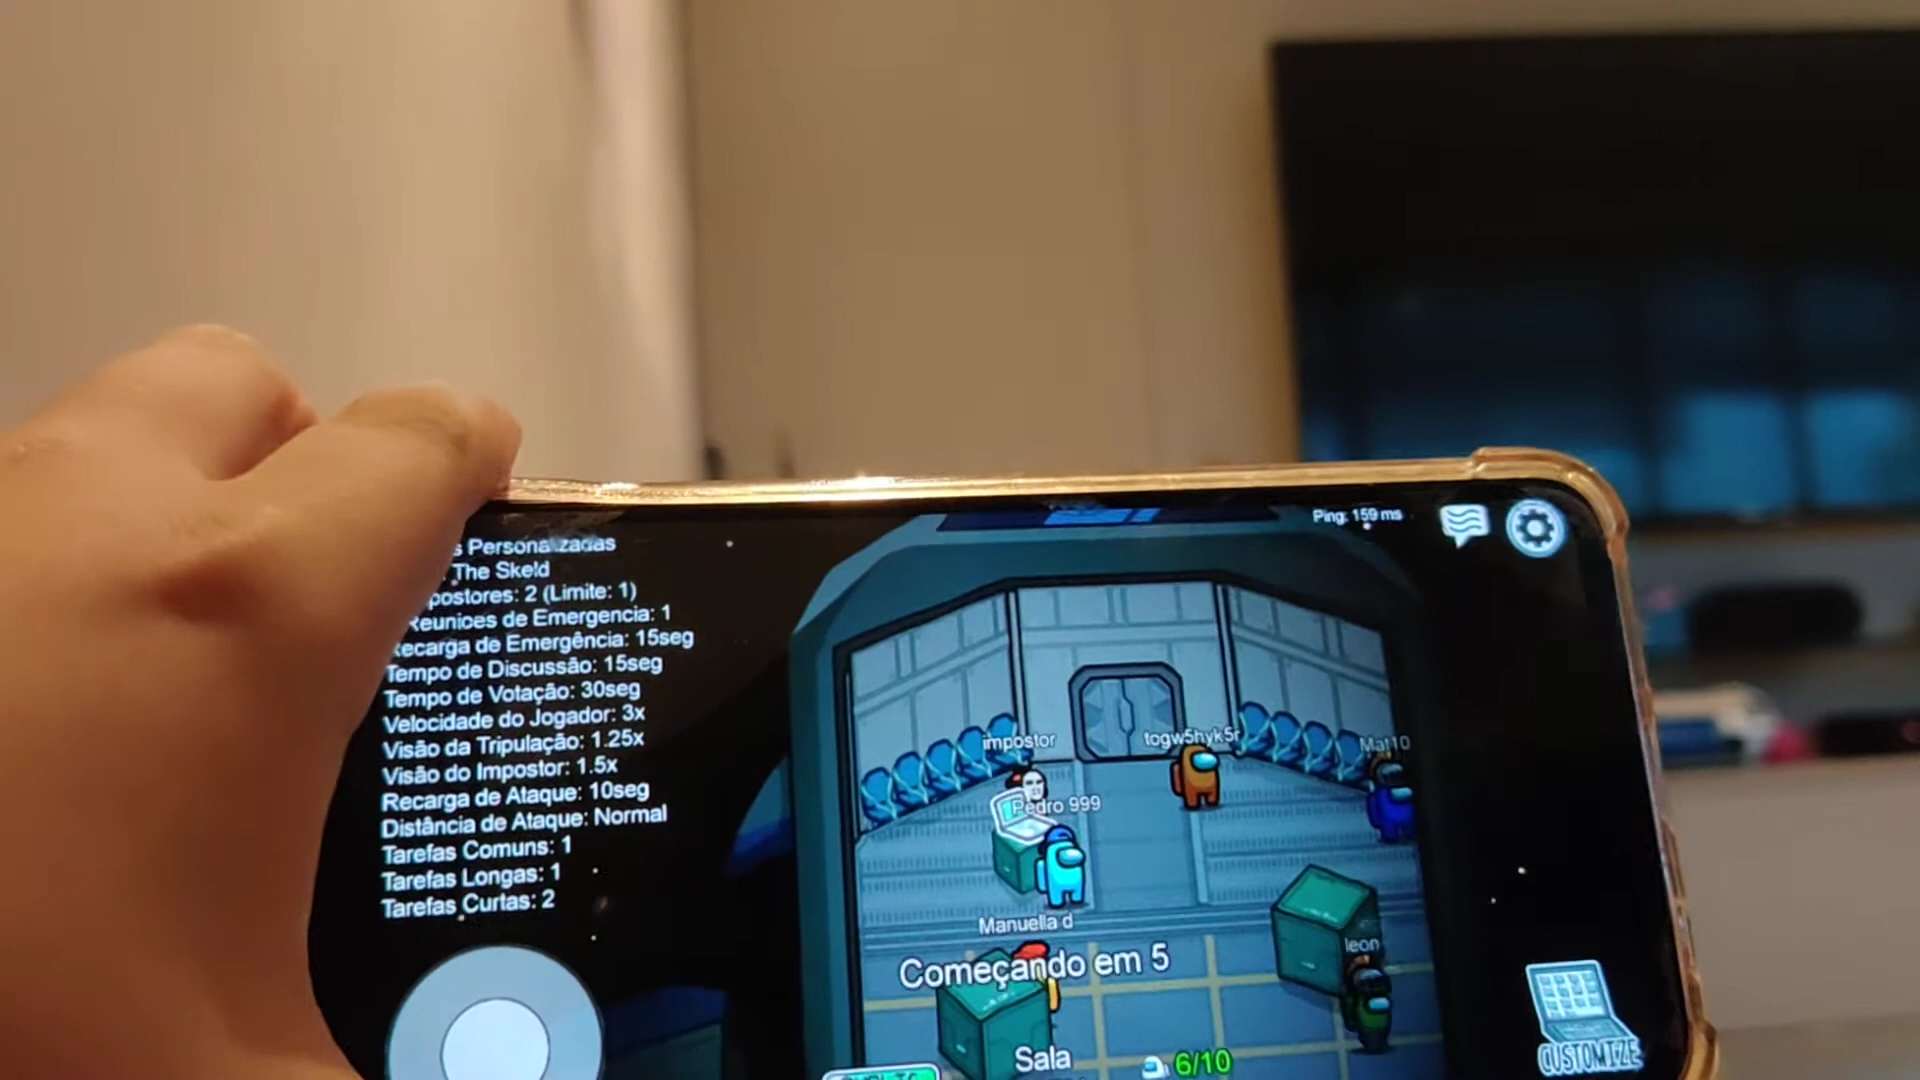 s Personalizadas
The Skeld
postores: 2 (Limite: 1)
Reuniões de Emergencia: 1
Recarga de Emergência: 15seg
Tempo de Discussão: 15seg
Tempo de Votação: 30seg
Velocidade do Jogador: 3x
Visão da Tripulação: 1.25x
Visão do Impostor: 1.5x
Recarga de Ataque: 10seg
Distância de Ataque: Normal
Tarefas Comuns: 1
Tarefas Longas: 1
Tarefas Curtas: 2
Ping: 159 ms
impostor
togw5hyk5r
Mat10
Pedro 999
Manuella d
leon
Começando em 5
Sala
6/10
CUSTOMIZE